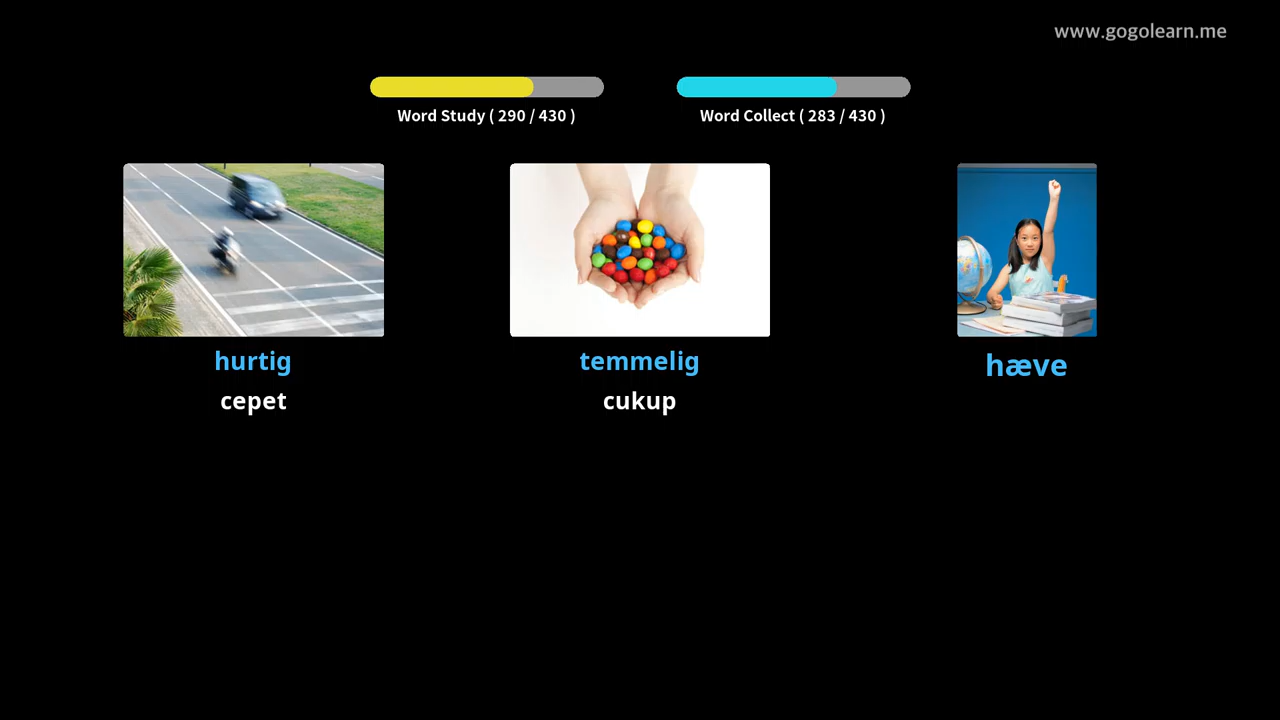 www.gogolearn.me
Word Study ( 290 / 430 )
Word Collect ( 283 / 430 )
hurtig
temmelig
hæve
cepet
cukup